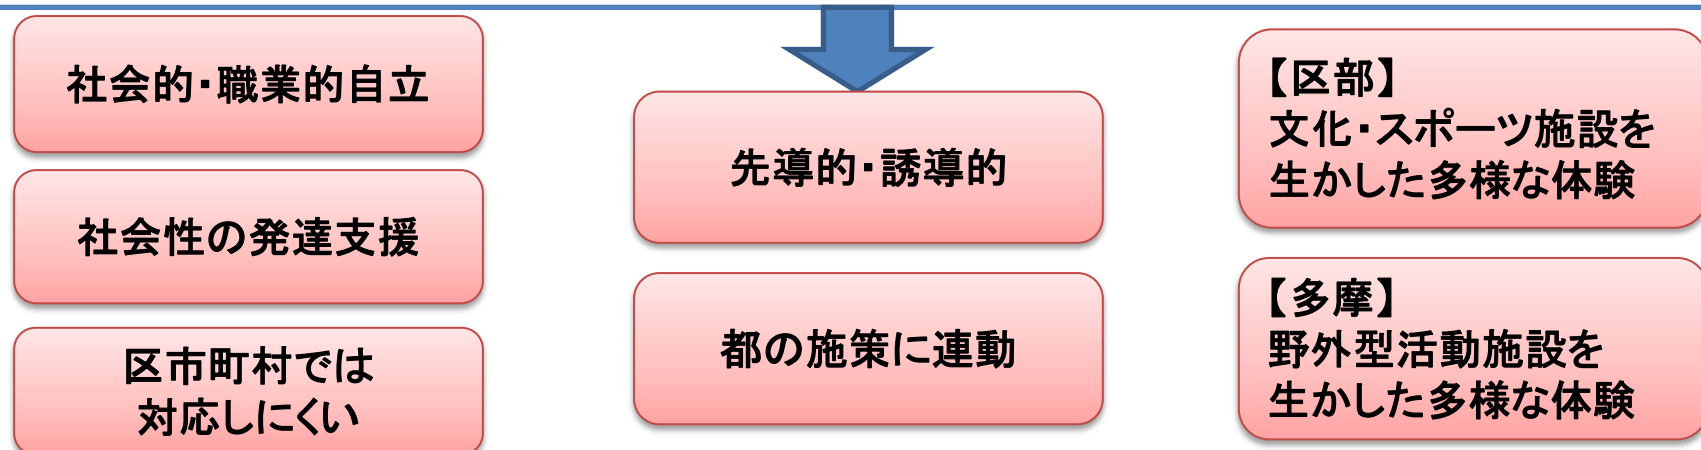 社会的・職業的自立
社会性の発達支援
区市町村では
対応しにくい
先導的・誘導的
都の施策に連動
【区部】
文化・スポーツ施設を
生かした多様な体験
【多摩】
野外型活動施設を
生かした多様な体験